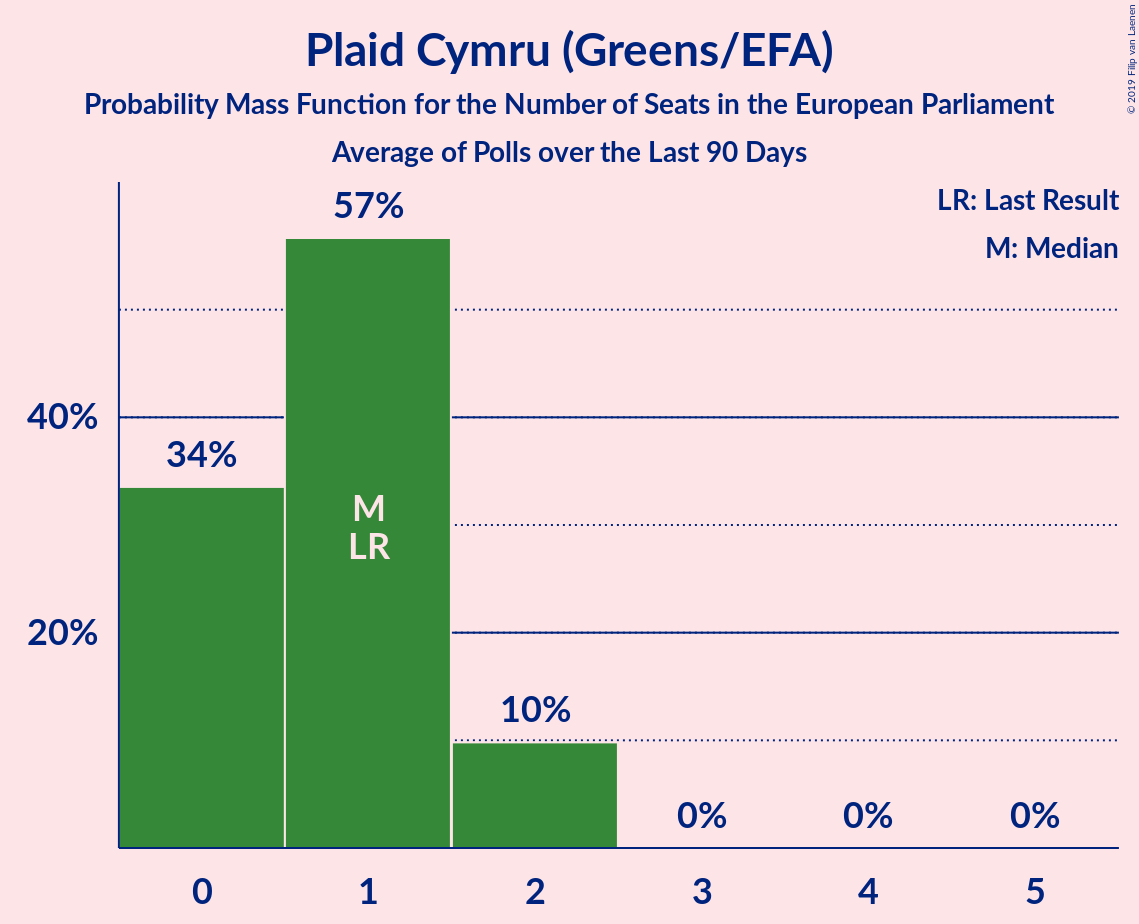 Plaid Cymru (Greens/EFA)
Probability Mass Function for the Number of Seats in the European Parliament
Average of Polls over the Last 90 Days
© 2019 Filip van Laenen
LR: Last Result
M: Median
57%
40%
34%
M
LR
20%
10%
0% 0% 0%
0 1 2 3 4 5